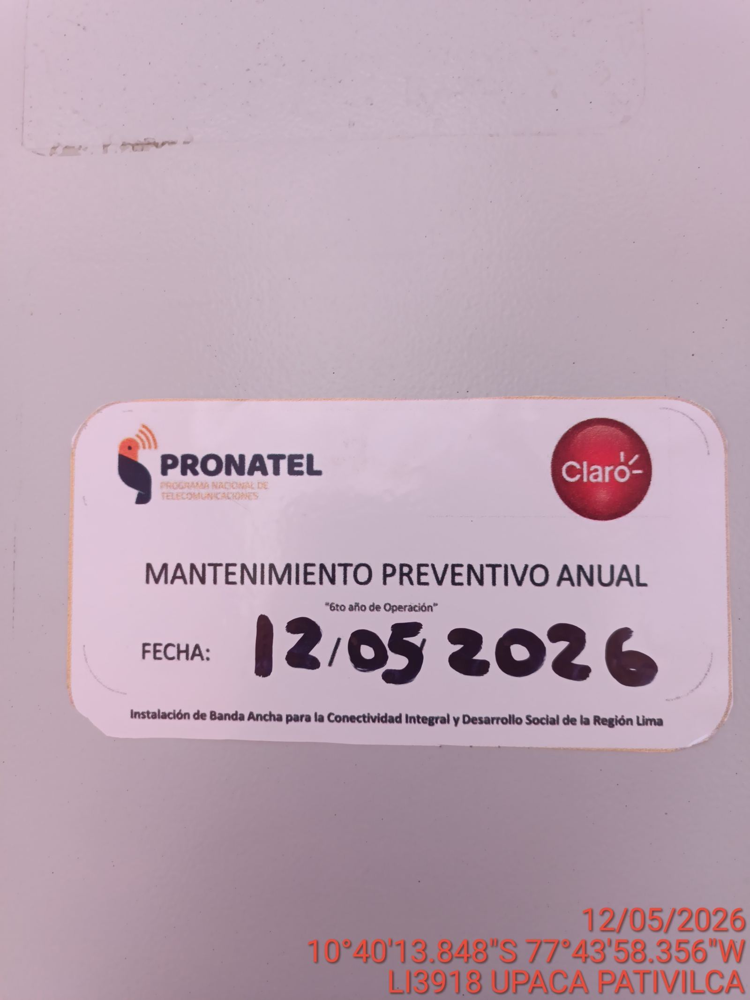 PRONATEL
PROGRAMA NACIONAL DE
TELECOMUNICACIONES
Claro
MANTENIMIENTO PREVENTIVO ANUAL
"6to año de Operación"
FECHA: 12/05/2026
Instalación de Banda Ancha para la Conectividad Integral y Desarrollo Social de la Región Lima
12/05/2026
10°40'13.848"S 77°43'58.356"W
LI3918 UPACA PATIVILCA